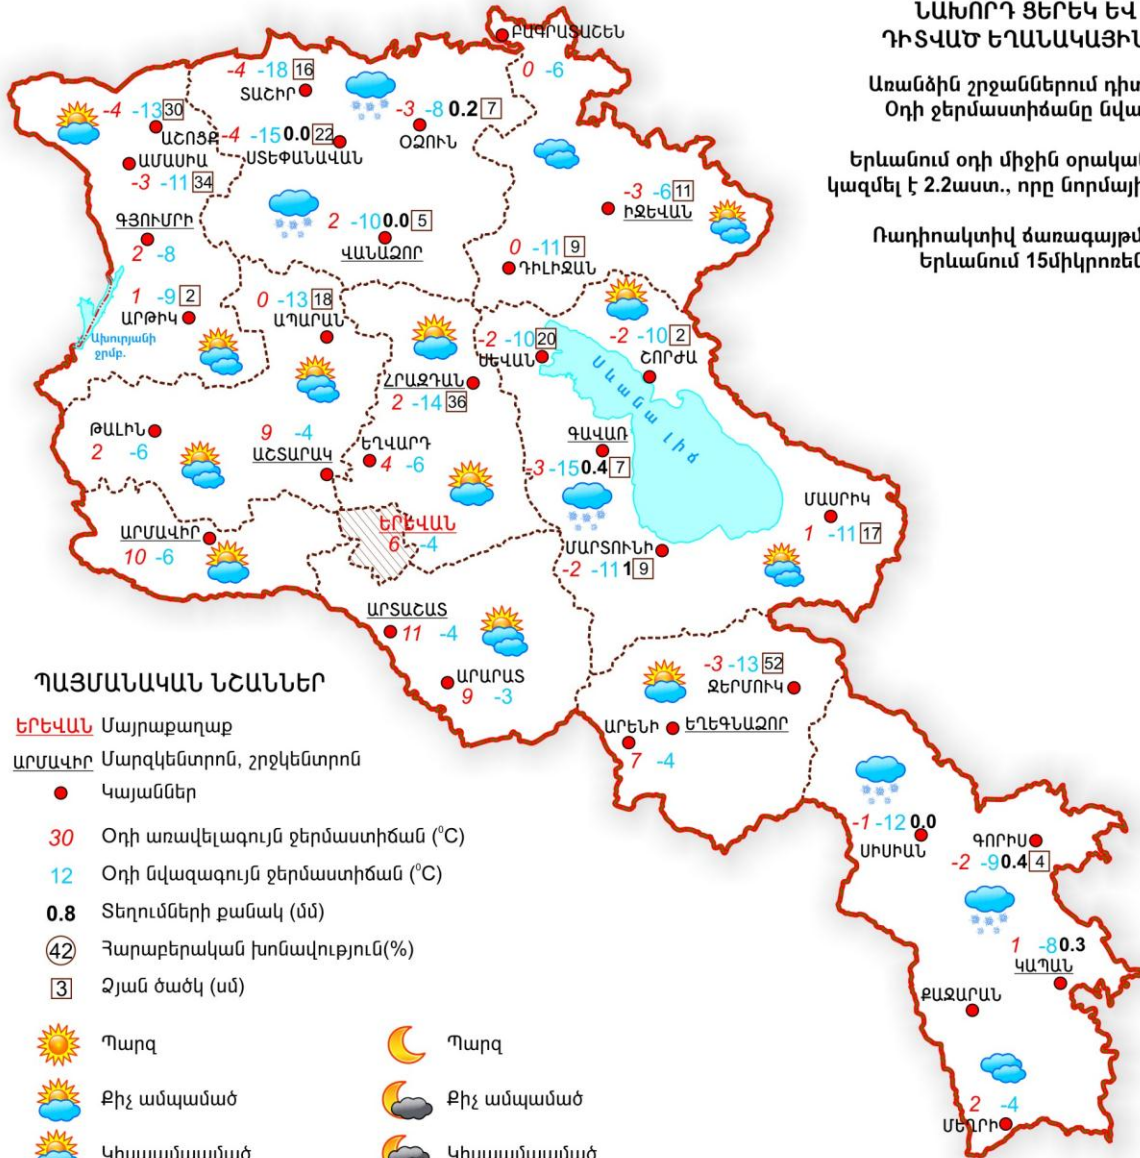 ՆԱԽՈՐԴ ՑԵՐԵԿ ԵՎ
ԴԻՏՎԱԾ ԵՂԱՆԱԿԱՅԻՆ
Առանձին շրջաններում դիտ
Օդի ջերմաստիճանը նվա
Երևանում օդի միջին օրական
կազմել է 2.2աստ., որը նորմայի
Ռադիոակտիվ ճառագայթմ
Երևանում 15միկրոռեն
ԲԱԳՐԱՏԱՇԵՆ
0 -6
-4 -18 16
ՏԱՇԻՐ
-4 -13 30
ԱՇՈՑՔ
-3 -8 0.2 7
ՕՁՈՒՆ
-4 -15 0.0 22
ՍՏԵՓԱՆԱՎԱՆ
ԱՄԱՍԻԱ
-3 -11 34
-3 -6 11
ԻՋԵՎԱՆ
ԳՅՈՒՄՐԻ
2 -8
2 -10 0.0 5
ՎԱՆԱՁՈՐ
0 -11 9
ԴԻԼԻՋԱՆ
1 -9 2
ԱՐԹԻԿ
Ախուրյանի
ջրմբ.
0 -13 18
ԱՊԱՐԱՆ
-2 -10 20
ՍԵՎԱՆ
-2 -10 2
ՇՈՐԺԱ
Սևանա լիճ
ՀՐԱԶԴԱՆ
2 -14 36
ԹԱԼԻՆ
2 -6
9 -4
ԱՇՏԱՐԱԿ
ԵՂՎԱՐԴ
4 -6
ԳԱՎԱՌ
-3 -15 0.4 7
ՄԱՍՐԻԿ
1 -11 17
ԱՐՄԱՎԻՐ
10 -6
ԵՐԵՎԱՆ
6 -4
ՄԱՐՏՈՒՆԻ
-2 -11 1 9
ԱՐՏԱՇԱՏ
11 -4
ԱՐԱՐԱՏ
9 -3
-3 -13 52
ՋԵՐՄՈՒԿ
ԱՐԵՆԻ
7 -4
ԵՂԵԳՆԱՁՈՐ
-1 -12 0.0
ՍԻՍԻԱՆ
ԳՈՐԻՍ
-2 -9 0.4 4
1 -8 0.3
ԿԱՊԱՆ
ՔԱՋԱՐԱՆ
2 -4
ՄԵՂՐԻ
ՊԱՅՄԱՆԱԿԱՆ ՆՇԱՆՆԵՐ
ԵՐԵՎԱՆ Մայրաքաղաք
ԱՐՄԱՎԻՐ Մարզկենտրոն, շրջկենտրոն
Կայաններ
30 Օդի առավելագույն ջերմաստիճան (⁰C)
12 Օդի նվազագույն ջերմաստիճան (⁰C)
0.8 Տեղումների քանակ (մմ)
42 Հարաբերական խոնավություն(%)
3 Ձյան ծածկ (սմ)
Պարզ Պարզ
Քիչ ամպամած Քիչ ամպամած